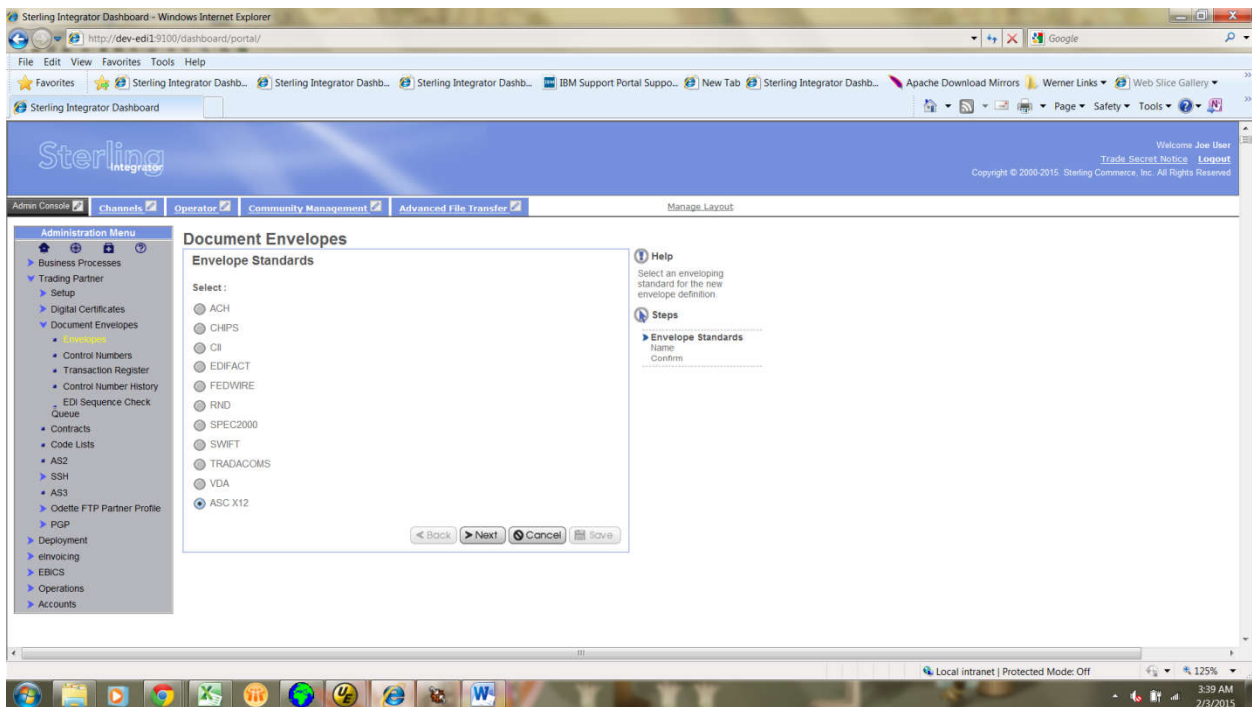 Sterling Integrator Dashboard - Windows Internet Explorer
http://dev-edi1:9100/dashboard/portal/
Google
File Edit View Favorites Tools Help
Favorites Sterling Integrator Dashb... Sterling Integrator Dashb... Sterling Integrator Dashb... IBM Support Portal Suppo... New Tab Sterling Integrator Dashb... Apache Download Mirrors Werner Links Web Slice Gallery
Sterling Integrator Dashboard
Page Safety Tools
Sterling Integrator
Welcome Joe User
Trade Secret Notice Logout
Copyright © 2000-2015 Sterling Commerce, Inc. All Rights Reserved
Admin Console Channels Operator Community Management Advanced File Transfer Manage Layout
Administration Menu
Business Processes
Trading Partner
Setup
Digital Certificates
Document Envelopes
Envelopes
Control Numbers
Transaction Register
Control Number History
EDI Sequence Check
Queue
Contracts
Code Lists
AS2
SSH
AS3
Odette FTP Partner Profile
PGP
Deployment
eInvoicing
EBICS
Operations
Accounts
Document Envelopes
Envelope Standards
Select :
ACH
CHIPS
CII
EDIFACT
FEDWIRE
RND
SPEC2000
SWIFT
TRADACOMS
VDA
ASC X12
Back Next Cancel Save
Help
Select an enveloping
standard for the new
envelope definition.
Steps
Envelope Standards
Name
Confirm
Local intranet | Protected Mode: Off
125%
3:39 AM
2/3/2015